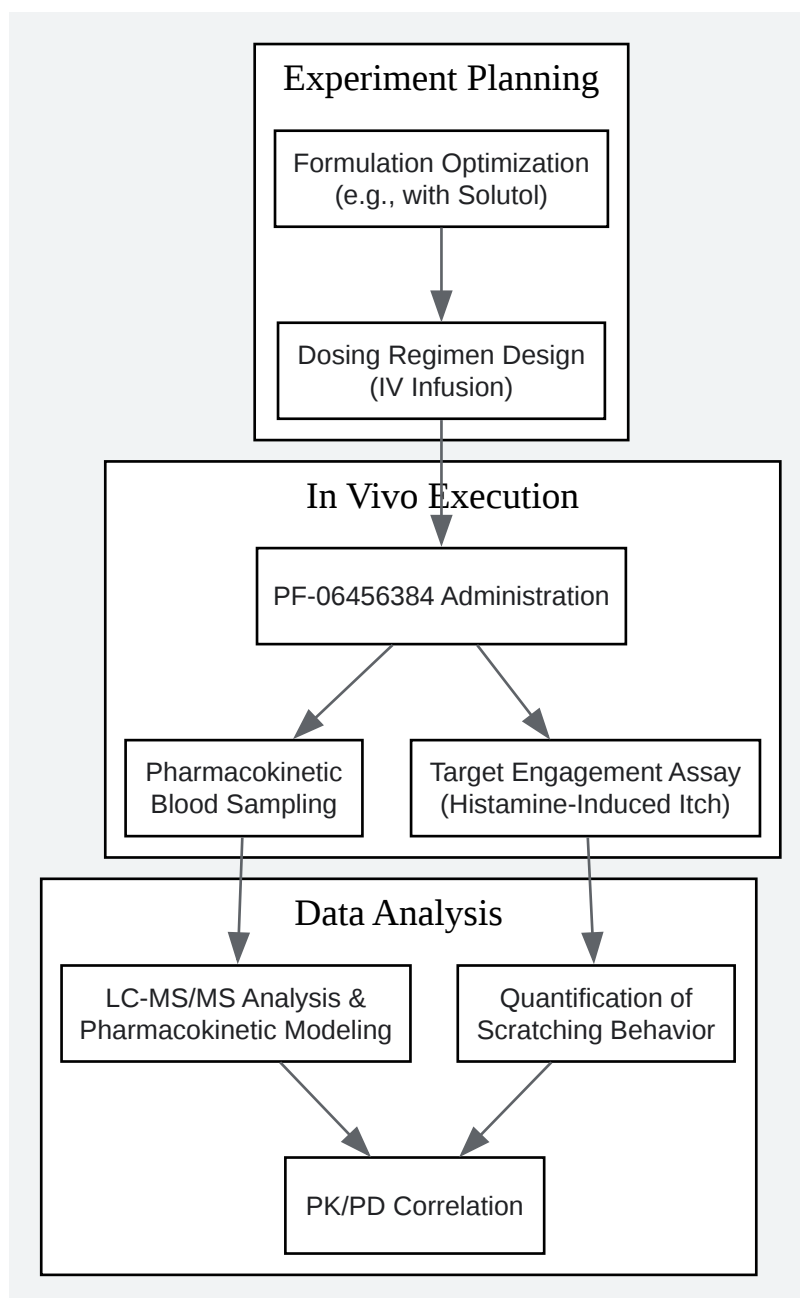 Experiment Planning
Formulation Optimization
(e.g., with Solutol)
Dosing Regimen Design
(IV Infusion)
In Vivo Execution
PF-06456384 Administration
Pharmacokinetic
Blood Sampling
Target Engagement Assay
(Histamine-Induced Itch)
Data Analysis
LC-MS/MS Analysis &
Pharmacokinetic Modeling
Quantification of
Scratching Behavior
PK/PD Correlation